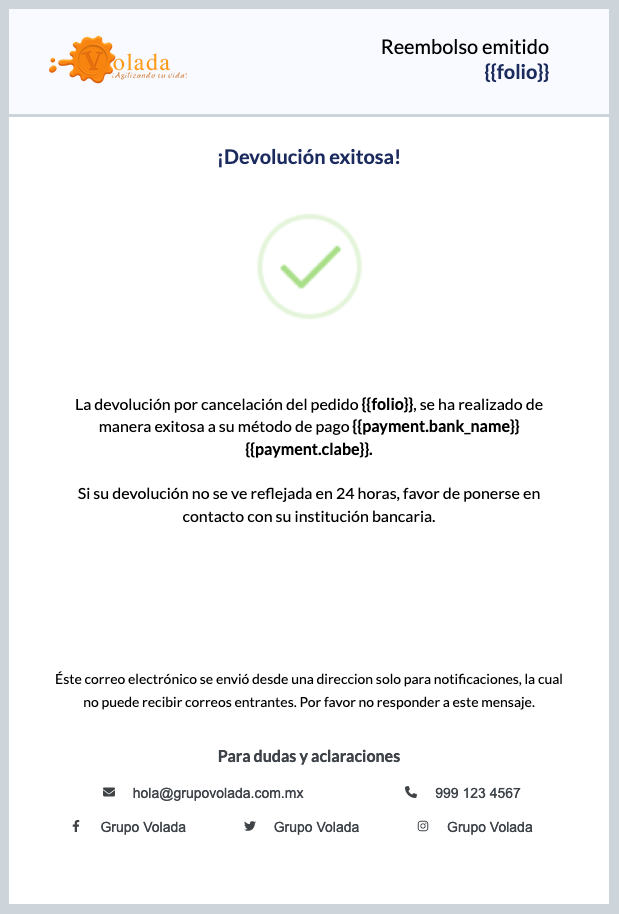 Volada
¡Agilizando tu vida!
Reembolso emitido
{{folio}}
¡Devolución exitosa!
La devolución por cancelación del pedido {{folio}}, se ha realizado de
manera exitosa a su método de pago {{payment.bank_name}}
{{payment.clabe}}.
Si su devolución no se ve reflejada en 24 horas, favor de ponerse en
contacto con su institución bancaria.
Éste correo electrónico se envió desde una direccion solo para notificaciones, la cual
no puede recibir correos entrantes. Por favor no responder a este mensaje.
Para dudas y aclaraciones
hola@grupovolada.com.mx 999 123 4567
Grupo Volada Grupo Volada Grupo Volada